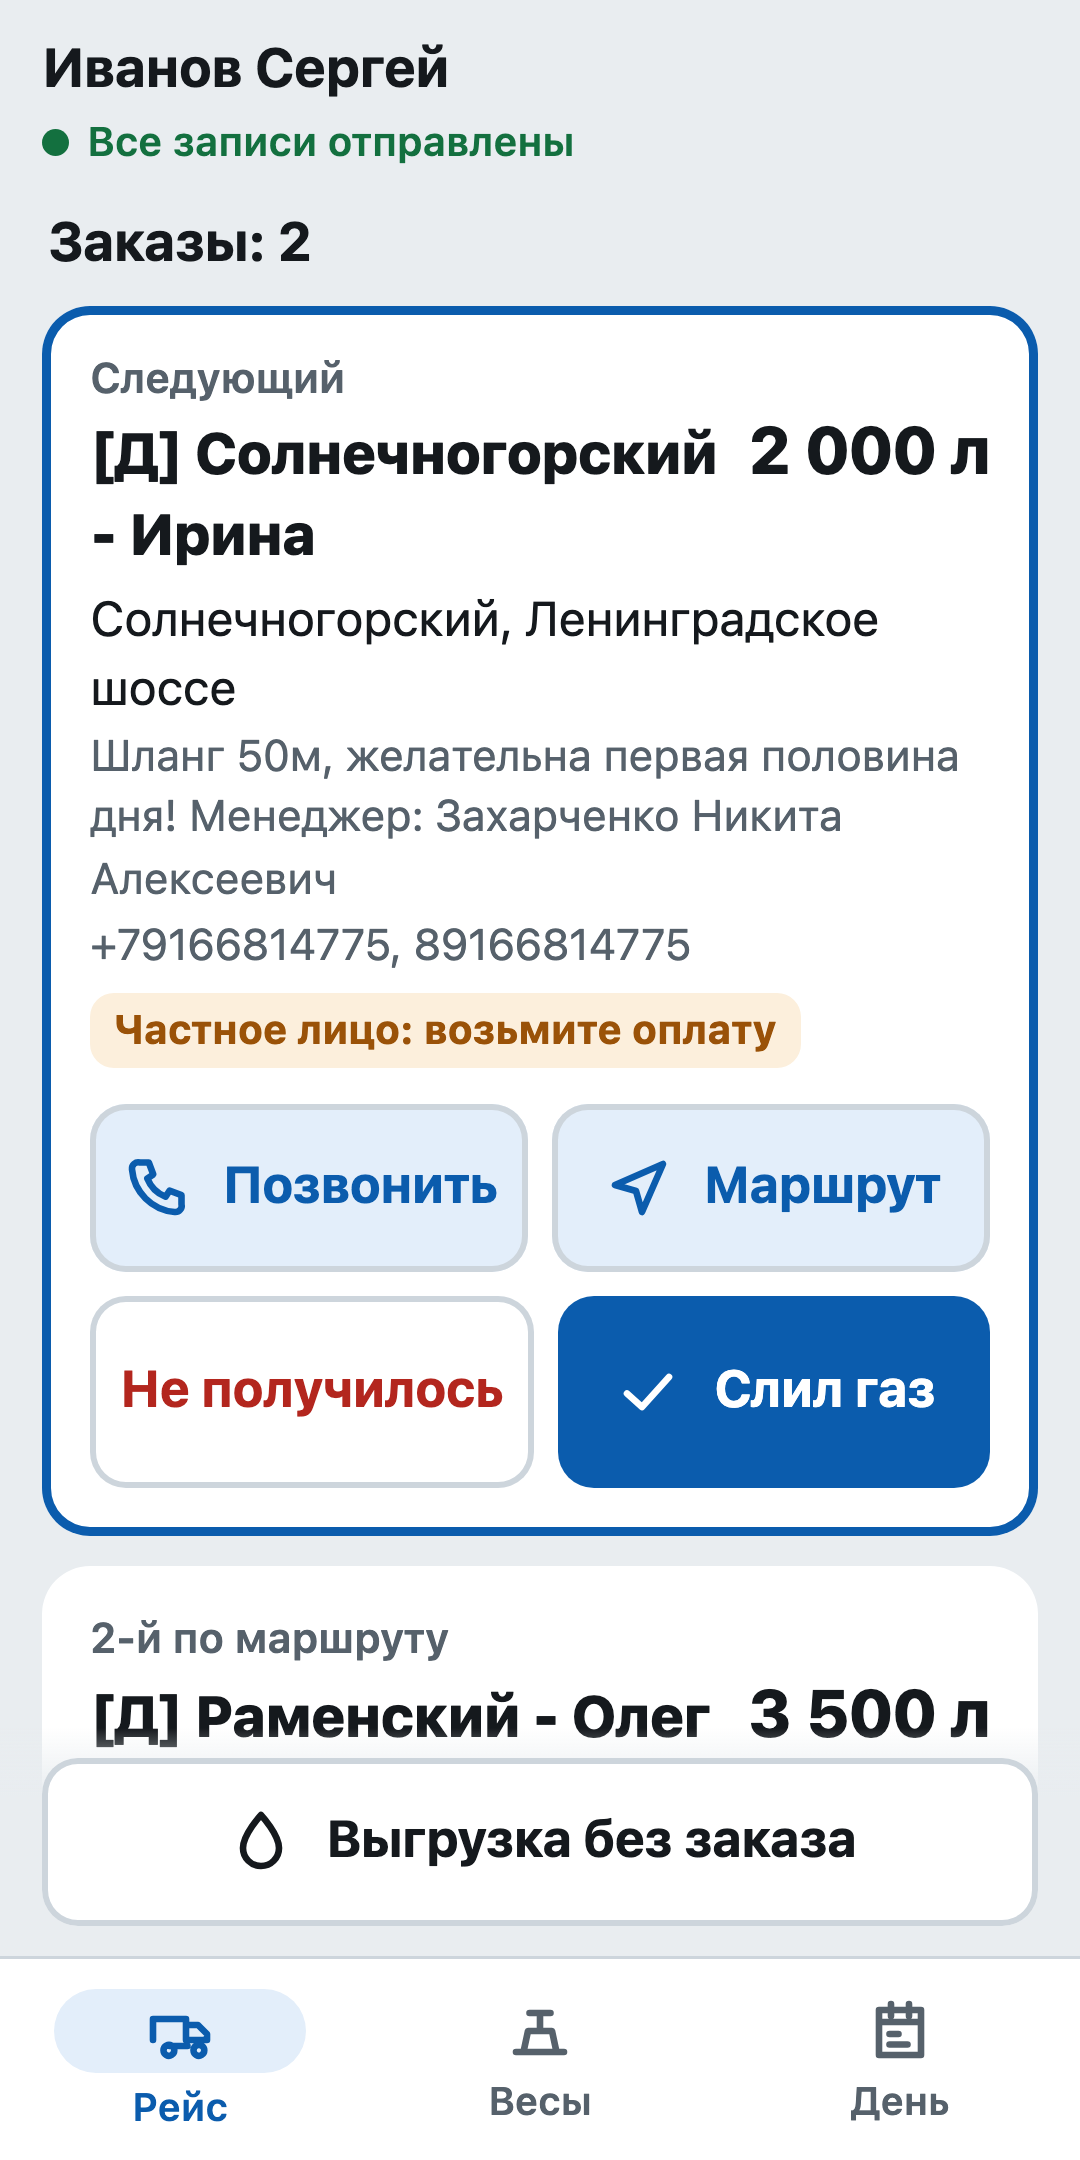 Иванов Сергей
Все записи отправлены
Заказы: 2
Следующий
[Д] Солнечногорский 2 000 л
- Ирина
Солнечногорский, Ленинградское
шоссе
Шланг 50м, желательна первая половина
дня! Менеджер: Захарченко Никита
Алексеевич
+79166814775, 89166814775
Частное лицо: возьмите оплату
Позвонить
Маршрут
Не получилось
Слил газ
2-й по маршруту
[Д] Раменский - Олег 3 500 л
Выгрузка без заказа
Рейс
Весы
День